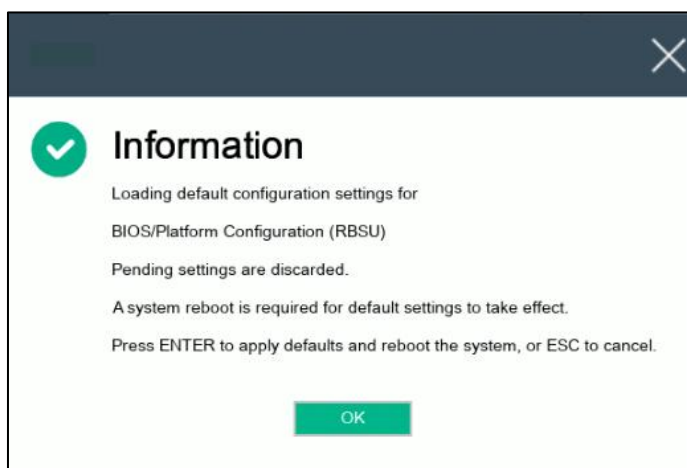 Information
Loading default configuration settings for
BIOS/Platform Configuration (RBSU)
Pending settings are discarded.
A system reboot is required for default settings to take effect.
Press ENTER to apply defaults and reboot the system, or ESC to cancel.
OK